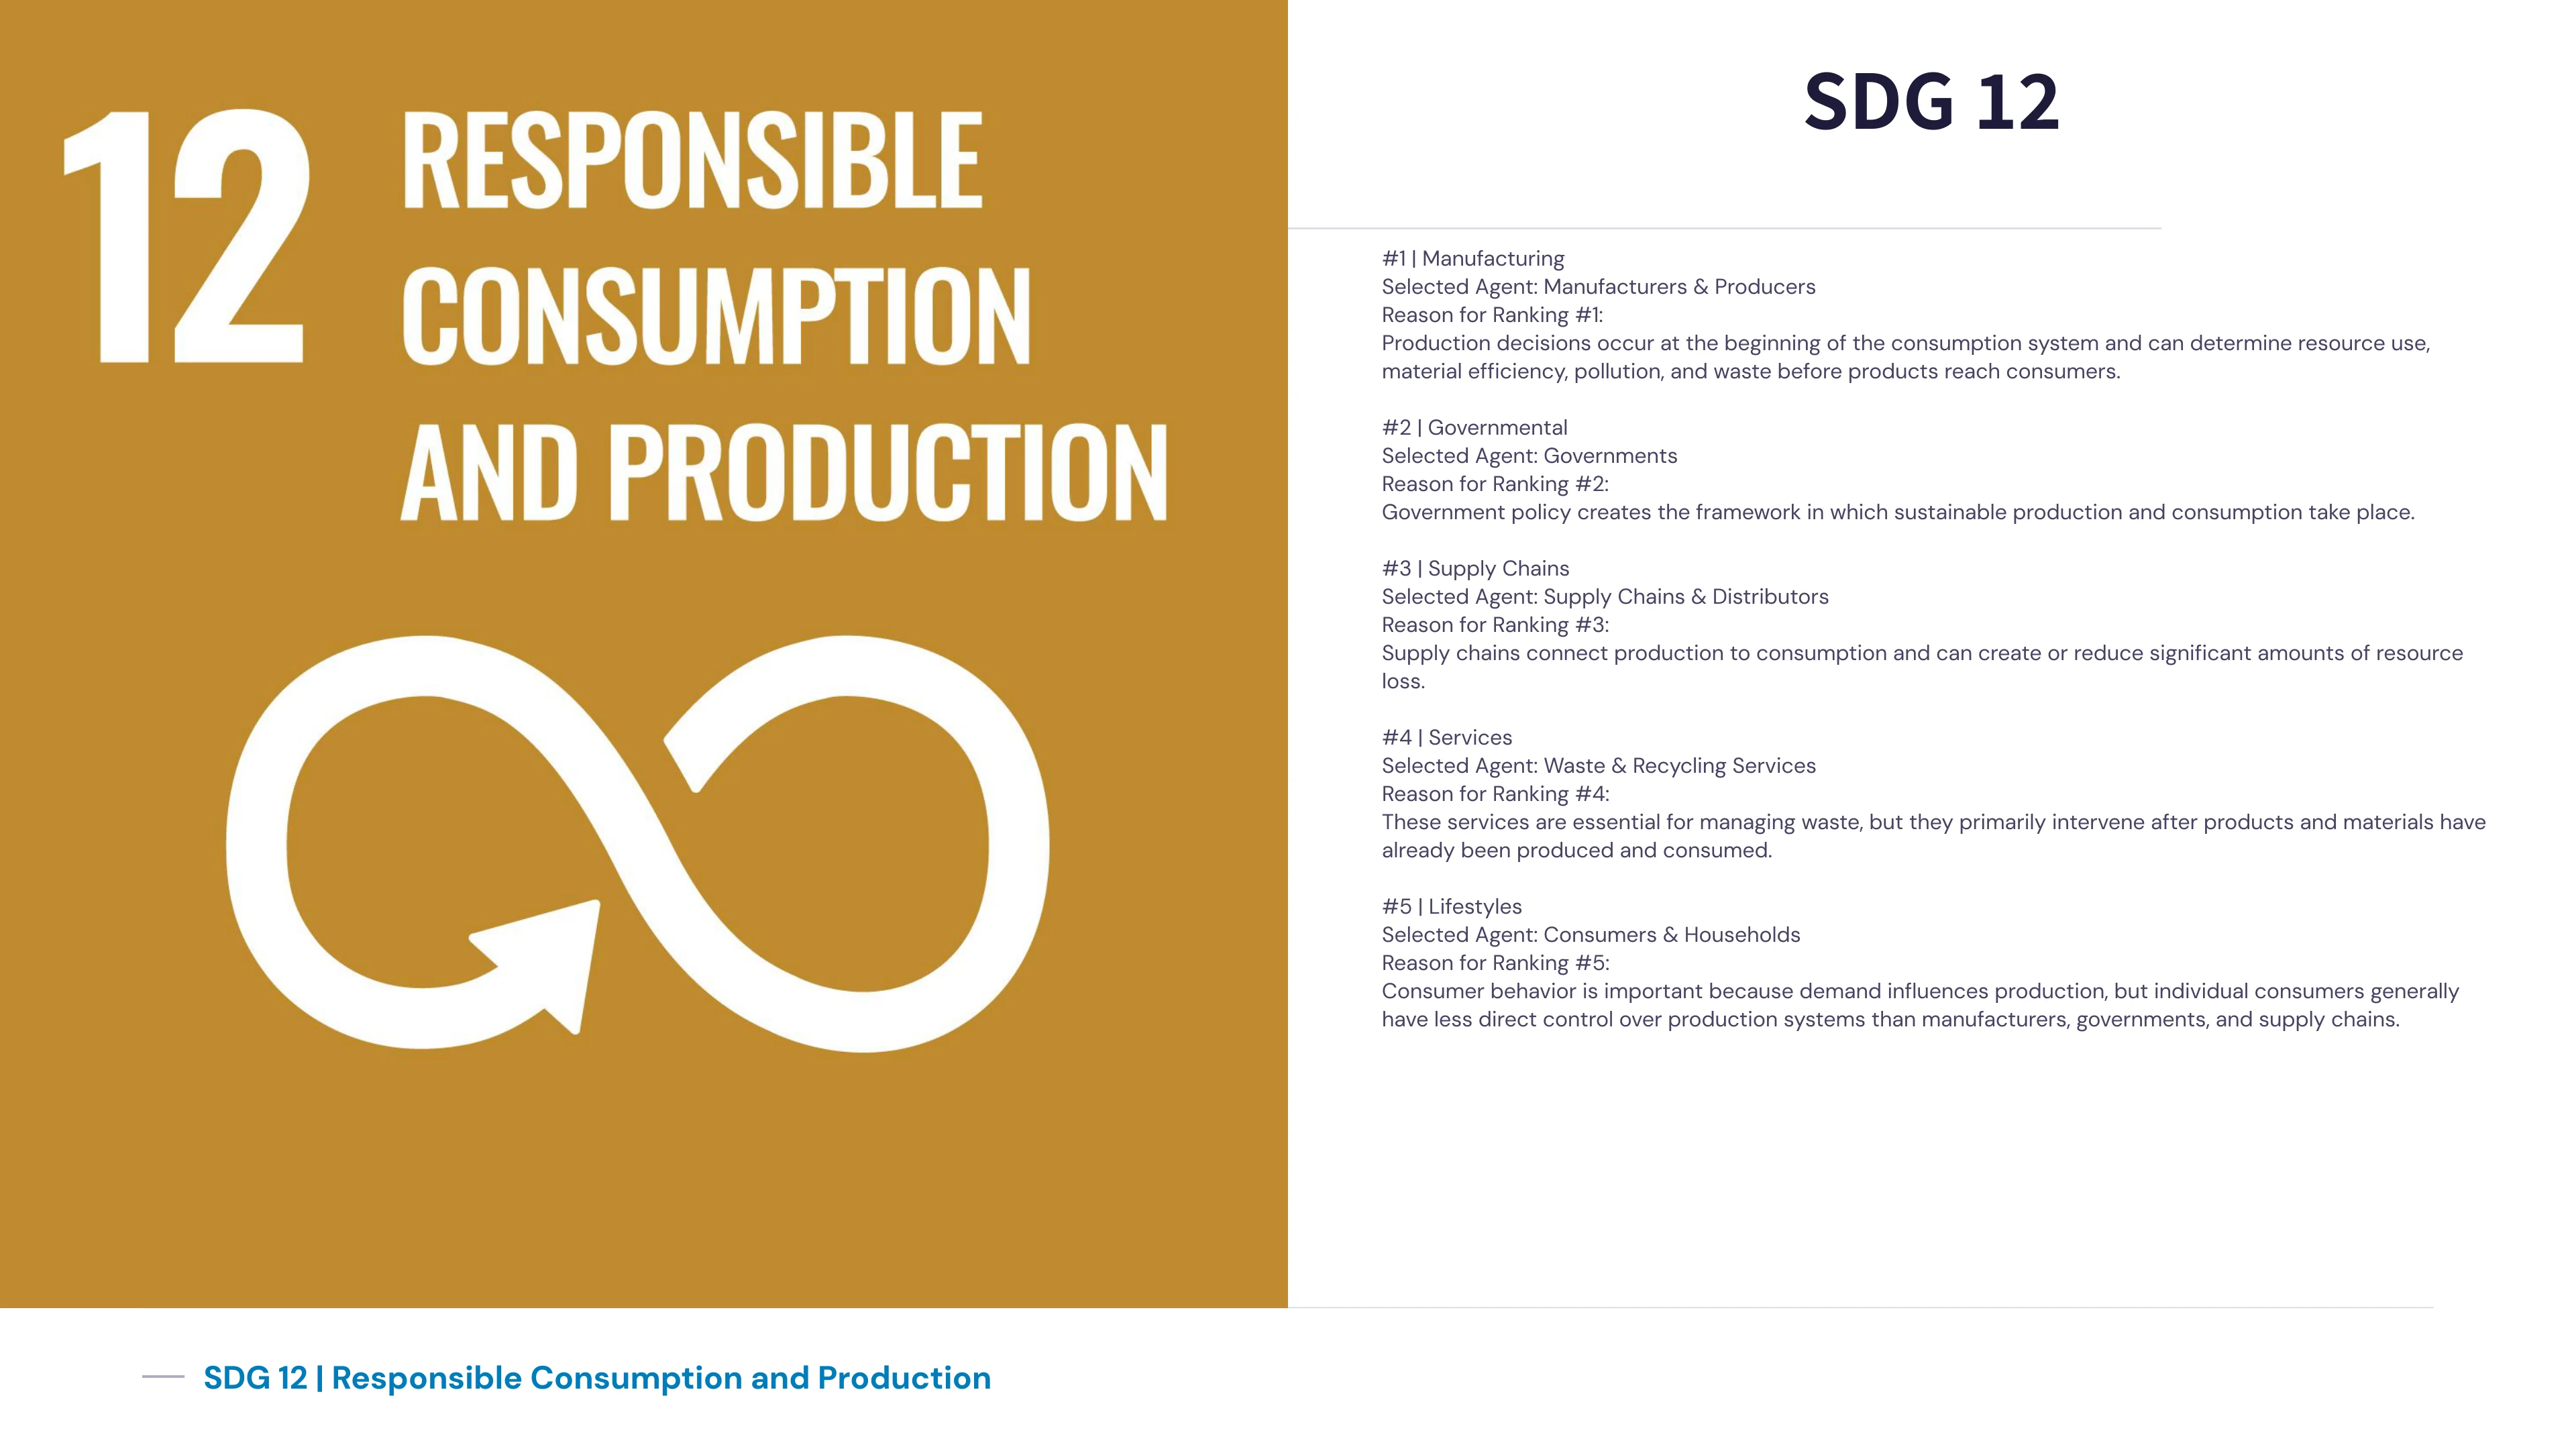 12
RESPONSIBLE
CONSUMPTION
AND PRODUCTION
SDG 12
#1 | Manufacturing
Selected Agent: Manufacturers & Producers
Reason for Ranking #1:
Production decisions occur at the beginning of the consumption system and can determine resource use,
material efficiency, pollution, and waste before products reach consumers.
#2 | Governmental
Selected Agent: Governments
Reason for Ranking #2:
Government policy creates the framework in which sustainable production and consumption take place.
#3 | Supply Chains
Selected Agent: Supply Chains & Distributors
Reason for Ranking #3:
Supply chains connect production to consumption and can create or reduce significant amounts of resource
loss.
#4 | Services
Selected Agent: Waste & Recycling Services
Reason for Ranking #4:
These services are essential for managing waste, but they primarily intervene after products and materials have
already been produced and consumed.
#5 | Lifestyles
Selected Agent: Consumers & Households
Reason for Ranking #5:
Consumer behavior is important because demand influences production, but individual consumers generally
have less direct control over production systems than manufacturers, governments, and supply chains.
SDG 12 | Responsible Consumption and Production